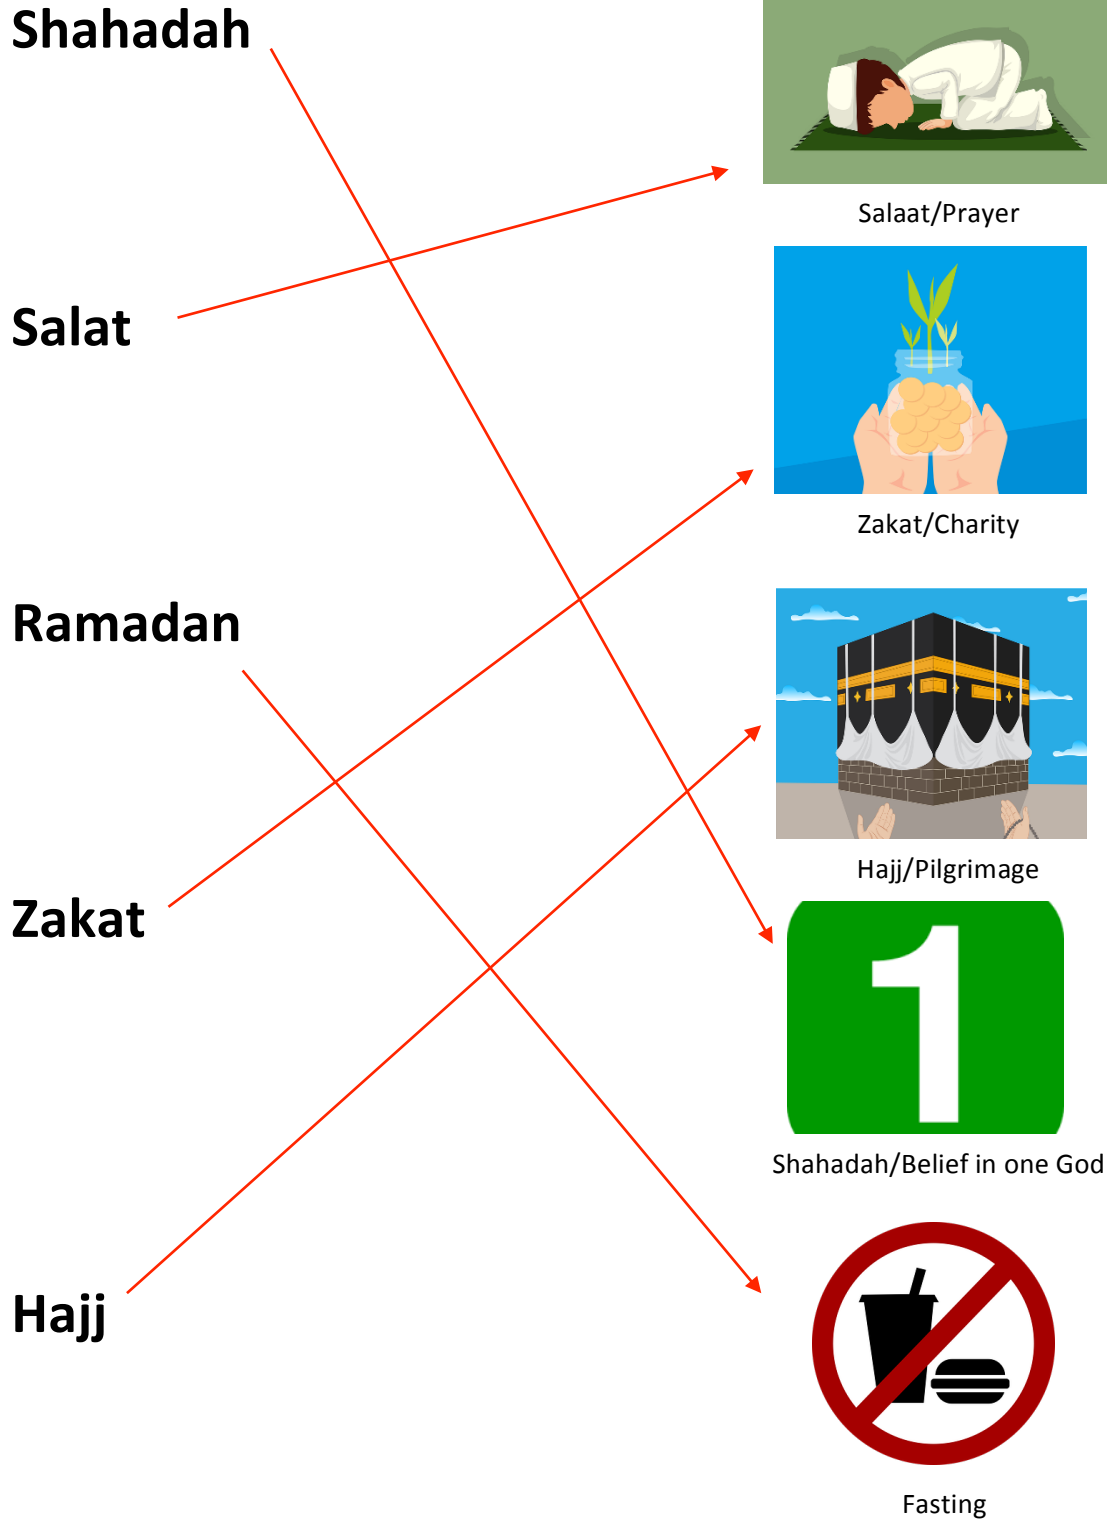 Shahadah
Salaat/Prayer
Salat
Zakat/Charity
Ramadan
Hajj/Pilgrimage
Zakat
1
Shahadah/Belief in one God
Hajj
Fasting